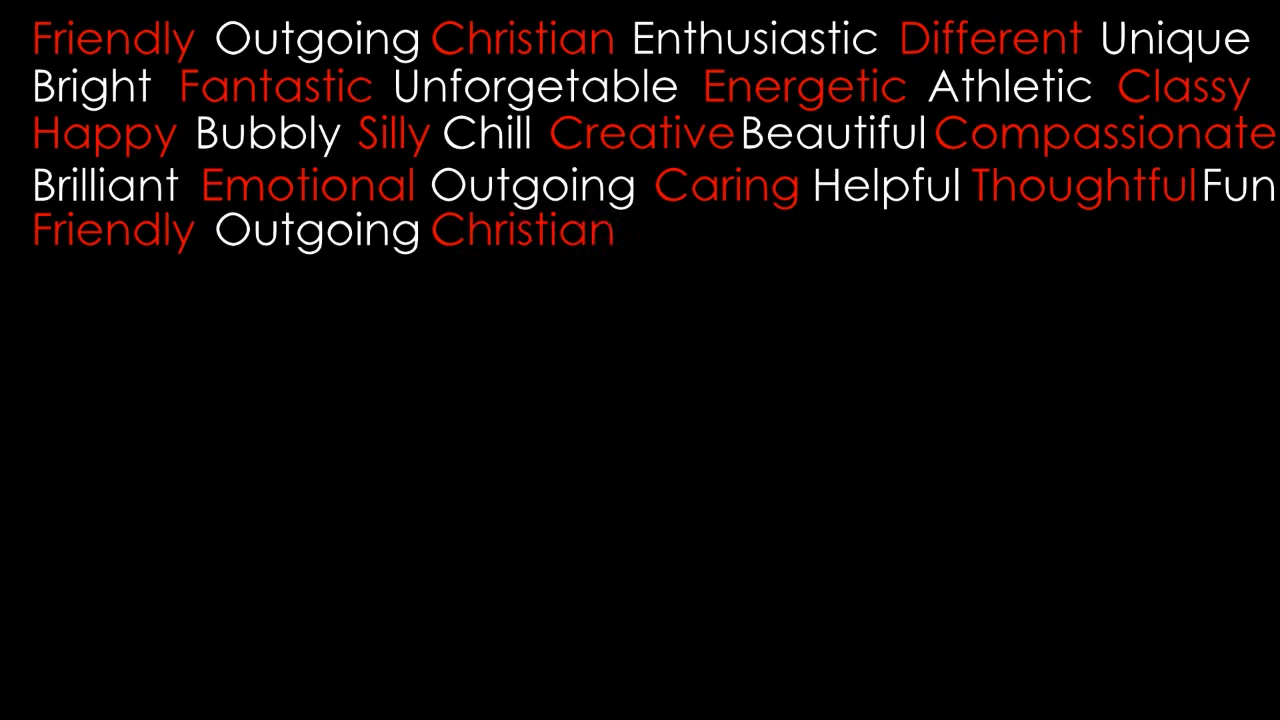 Friendly Outgoing Christian Enthusiastic Different Unique
Bright Fantastic Unforgetable Energetic Athletic Classy
Happy Bubbly Silly Chill Creative Beautiful Compassionate
Brilliant Emotional Outgoing Caring Helpful Thoughtful Fun
Friendly Outgoing Christian